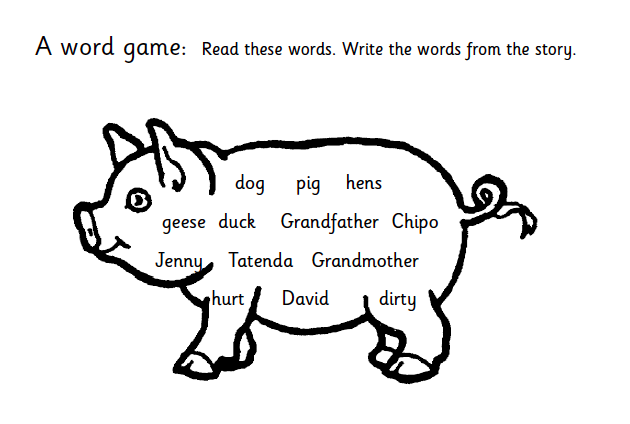 A word game: Read these words. Write the words from the story.
dog pig hens
geese duck Grandfather Chipo
Jenny Tatenda Grandmother
hurt David dirty